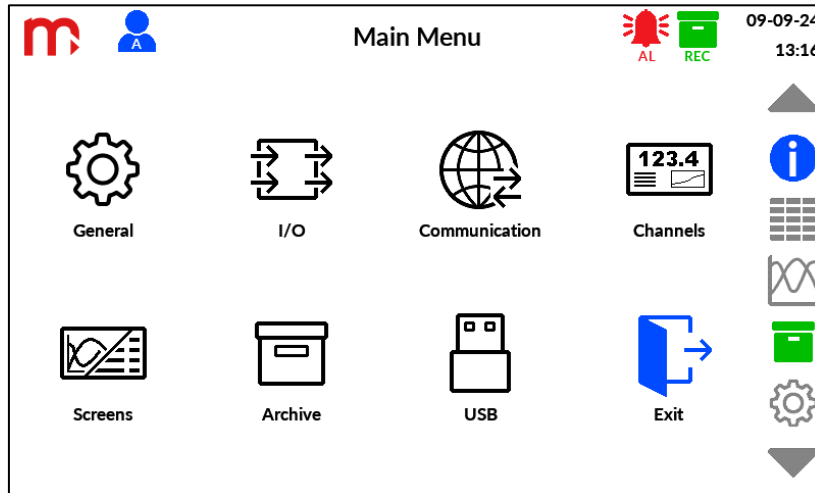 m
A
Main Menu
AL
REC
09-09-24
13:16
General
I/O
Communication
123.4
Channels
Screens
Archive
USB
Exit